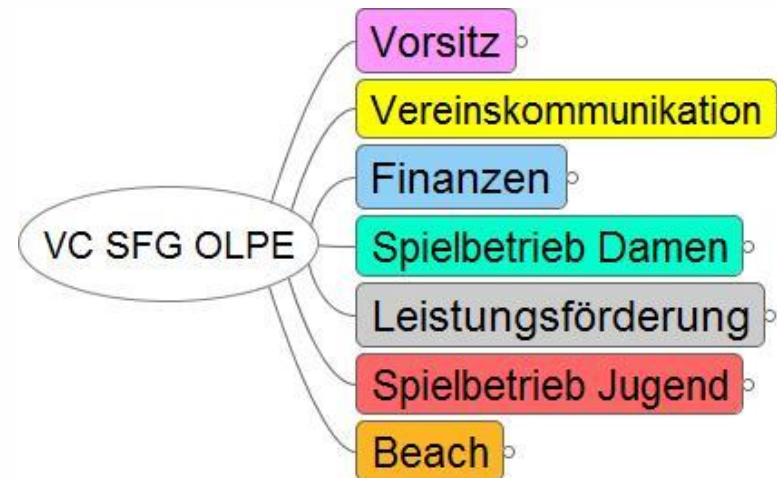 VC SFG OLPE
Vorsitz
Vereinskommunikation
Finanzen
Spielbetrieb Damen
Leistungsförderung
Spielbetrieb Jugend
Beach